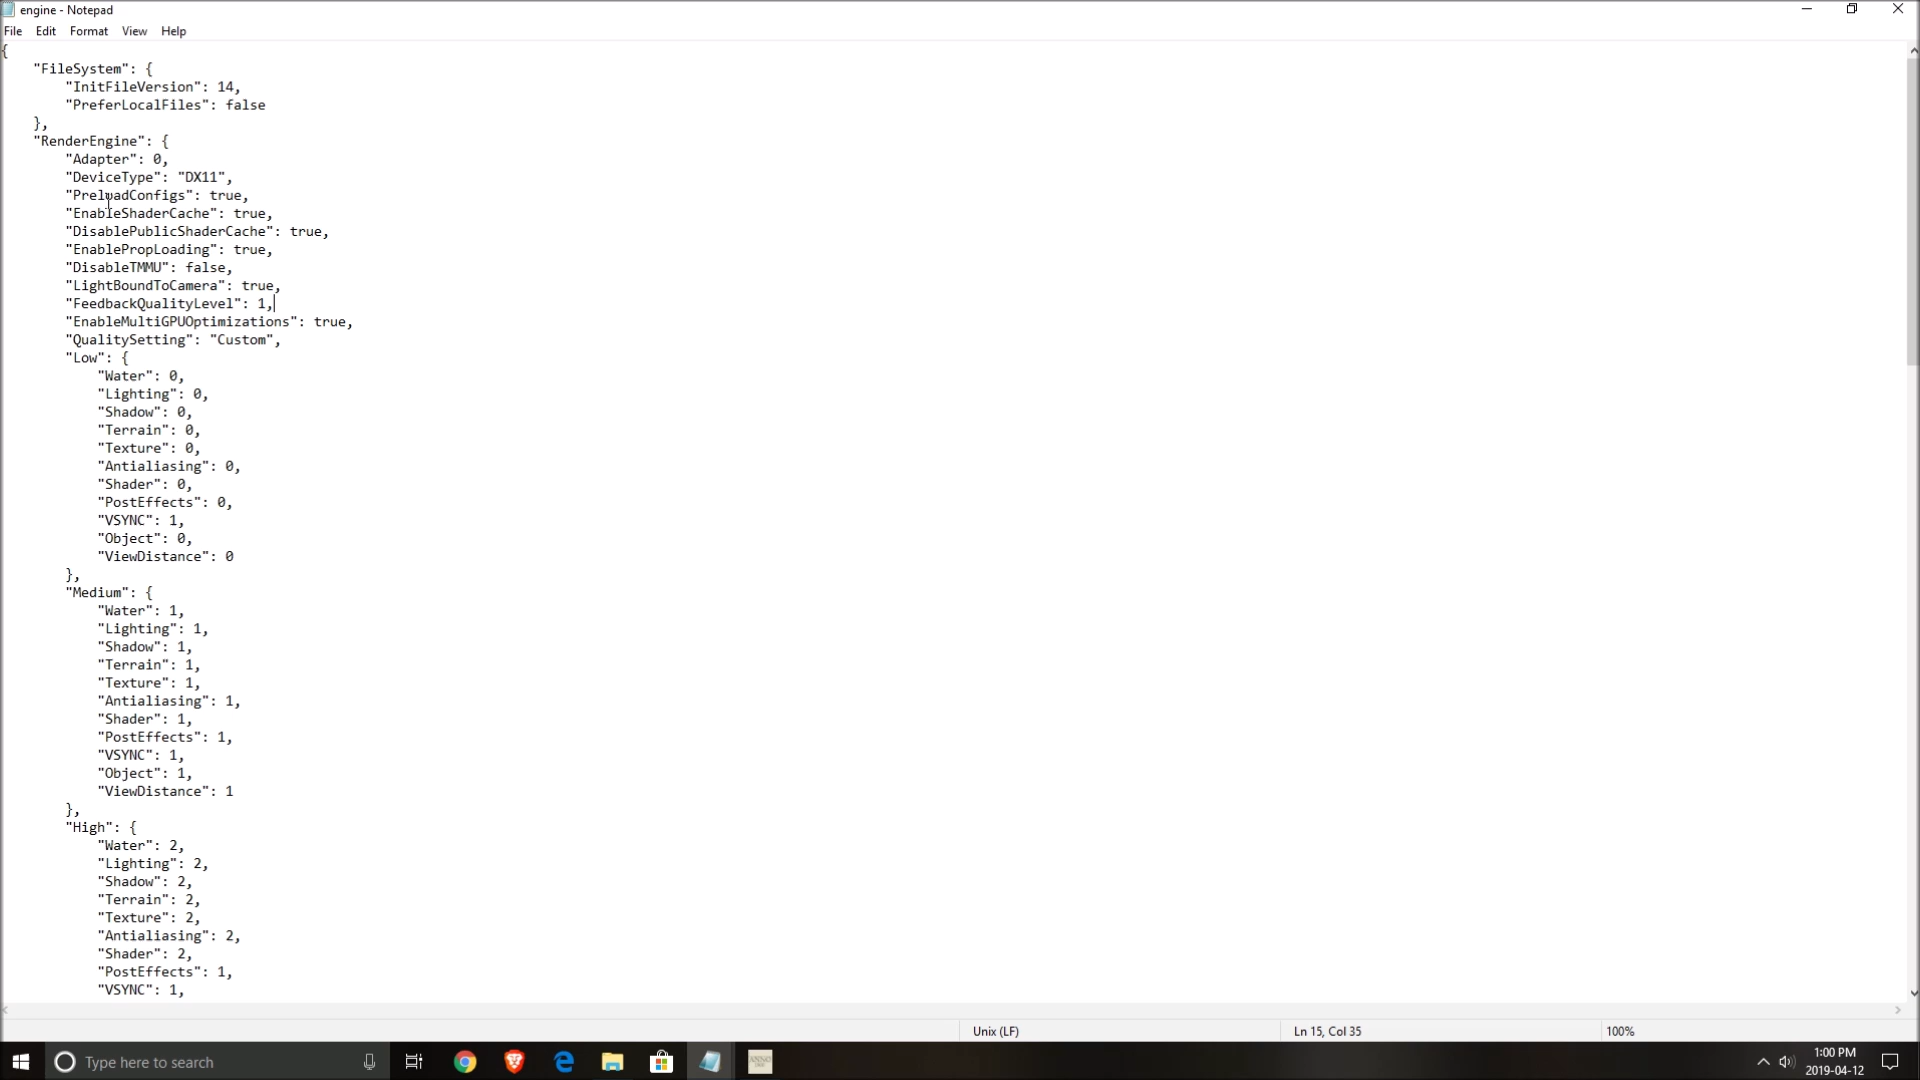 engine - Notepad
File Edit Format View Help
{
"FileSystem": {
"InitFileVersion": 14,
"PreferLocalFiles": false
},
"RenderEngine": {
"Adapter": 0,
"DeviceType": "DX11",
"PreloadConfigs": true,
"EnableShaderCache": true,
"DisablePublicShaderCache": true,
"EnablePropLoading": true,
"DisableTMMU": false,
"LightBoundToCamera": true,
"FeedbackQualityLevel": 1,
"EnableMultiGPUOptimizations": true,
"QualitySetting": "Custom",
"Low": {
"Water": 0,
"Lighting": 0,
"Shadow": 0,
"Terrain": 0,
"Texture": 0,
"Antialiasing": 0,
"Shader": 0,
"PostEffects": 0,
"VSYNC": 1,
"Object": 0,
"ViewDistance": 0
},
"Medium": {
"Water": 1,
"Lighting": 1,
"Shadow": 1,
"Terrain": 1,
"Texture": 1,
"Antialiasing": 1,
"Shader": 1,
"PostEffects": 1,
"VSYNC": 1,
"Object": 1,
"ViewDistance": 1
},
"High": {
"Water": 2,
"Lighting": 2,
"Shadow": 2,
"Terrain": 2,
"Texture": 2,
"Antialiasing": 2,
"Shader": 2,
"PostEffects": 1,
"VSYNC": 1,
Unix (LF) Ln 15, Col 35 100%
Type here to search
ANNO
1:00 PM
2019-04-12